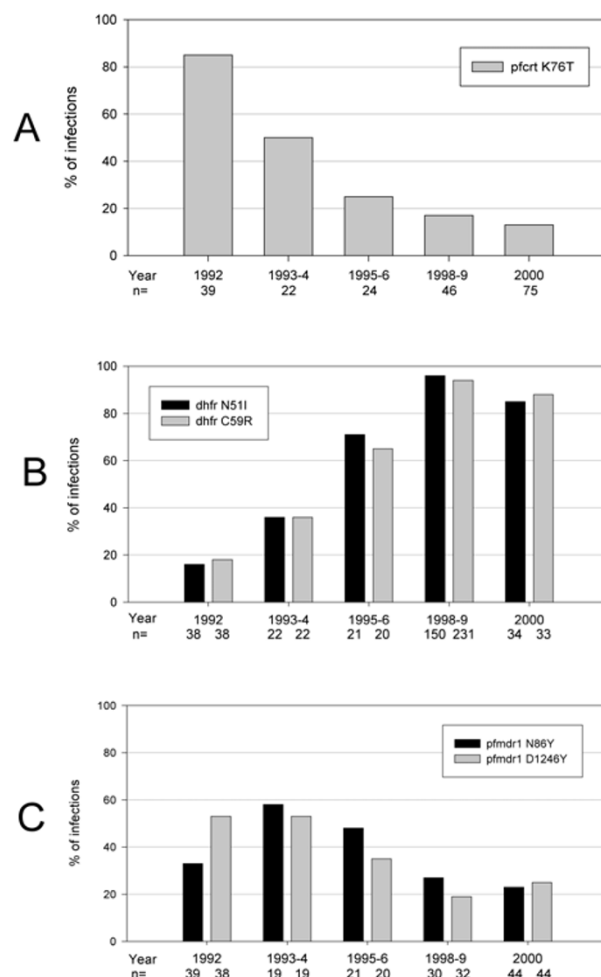 A
% of infections
100
80
60
40
20
0
pfcrt K76T
Year 1992 1993-4 1995-6 1998-9 2000
n= 39 22 24 46 75
B
% of infections
100
80
60
40
20
0
dhfr N51I
dhfr C59R
Year 1992 1993-4 1995-6 1998-9 2000
n= 38 38 22 22 21 20 150 231 34 33
C
% of infections
100
80
60
40
20
0
pfmdr1 N86Y
pfmdr1 D1246Y
Year 1992 1993-4 1995-6 1998-9 2000
n= 39 38 19 19 21 20 30 32 44 44